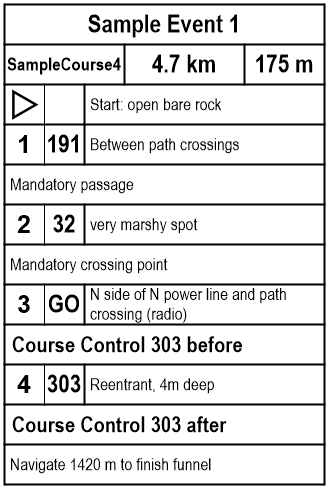 Sample Event 1
SampleCourse4 4.7 km 175 m
Start: open bare rock
1 191 Between path crossings
Mandatory passage
2 32 very marshy spot
Mandatory crossing point
3 GO N side of N power line and path
crossing (radio)
Course Control 303 before
4 303 Reentrant, 4m deep
Course Control 303 after
Navigate 1420 m to finish funnel